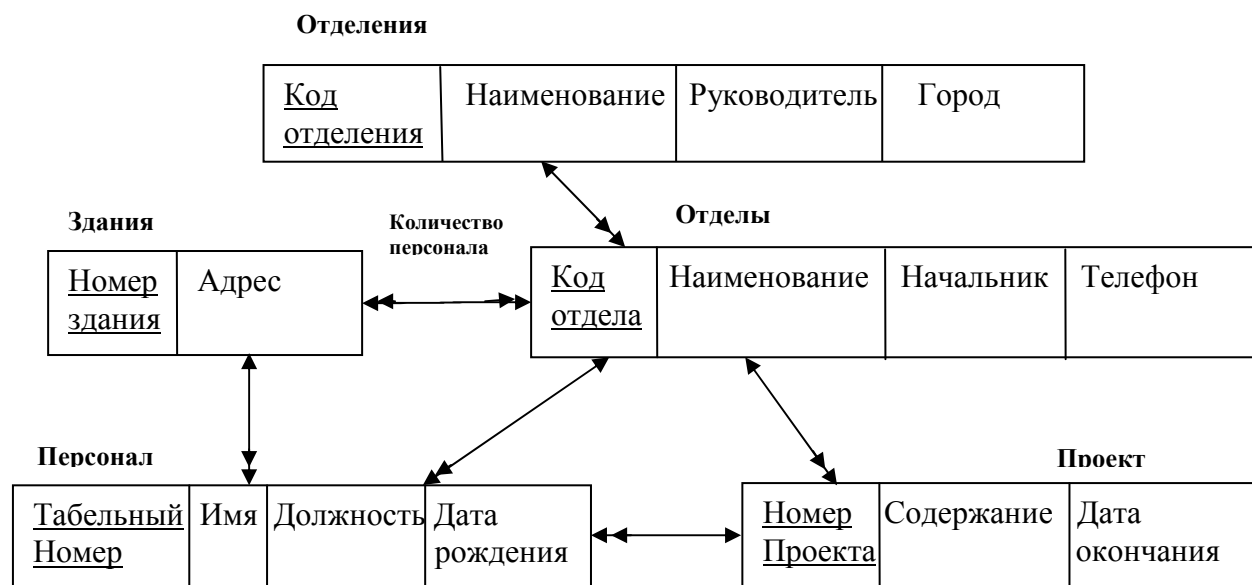 Отделения
Код
отделения
Наименование
Руководитель
Город
Здания
Количество
персонала
Отделы
Номер
здания
Адрес
Код
отдела
Наименование
Начальник
Телефон
Персонал
Проект
Табельный
Номер
Имя
Должность
Дата
рождения
Номер
Проекта
Содержание
Дата
окончания